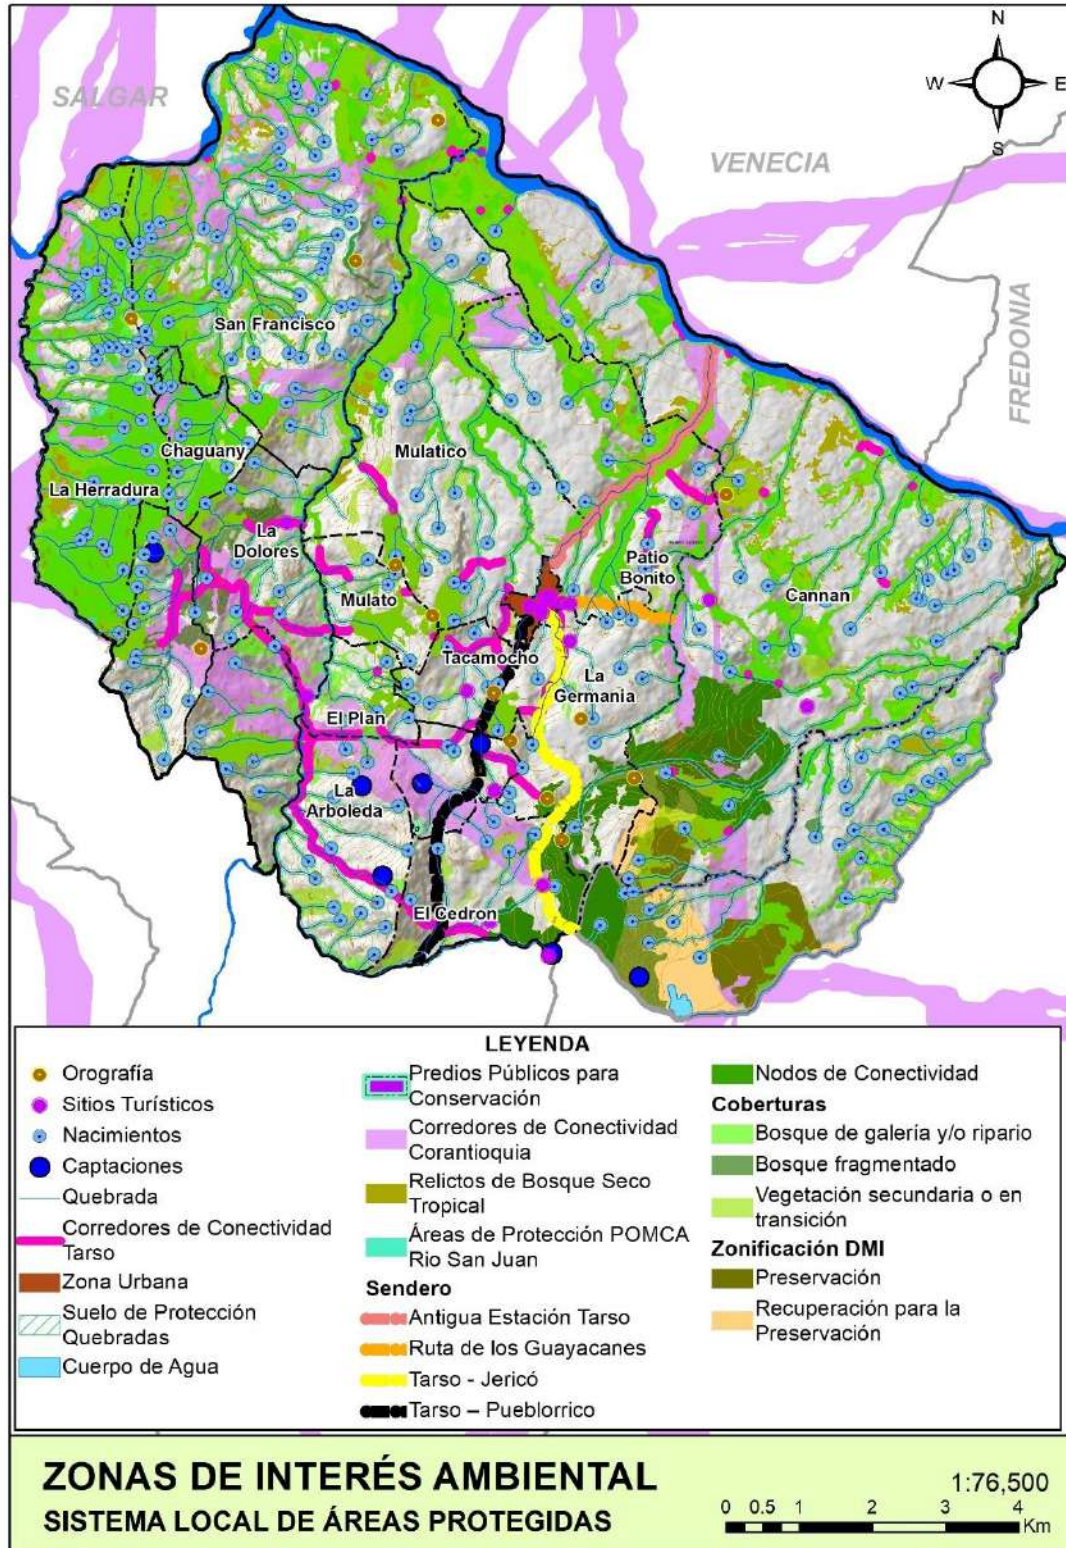 N
W
E
S
SALGAR
VENECIA
FREDONIA
San Francisco
Chaguany
Mulatico
La Herradura
La
Dolores
Patio
Bonito
Mulato
Cannan
Tacamocho
La
Germania
El Plan
La
Arboleda
El Cedron
LEYENDA
Orografía
Sitios Turísticos
Nacimientos
Captaciones
Quebrada
Corredores de Conectividad
Tarso
Zona Urbana
Suelo de Protección
Quebradas
Cuerpo de Agua
Predios Públicos para
Conservación
Corredores de Conectividad
Corantioquia
Relictos de Bosque Seco
Tropical
Áreas de Protección POMCA
Rio San Juan
Sendero
Antigua Estación Tarso
Ruta de los Guayacanes
Tarso - Jericó
Tarso – Pueblorrico
Nodos de Conectividad
Coberturas
Bosque de galería y/o ripario
Bosque fragmentado
Vegetación secundaria o en
transición
Zonificación DMI
Preservación
Recuperación para la
Preservación
ZONAS DE INTERÉS AMBIENTAL
SISTEMA LOCAL DE ÁREAS PROTEGIDAS
1:76,500
0 0.5 1 2 3 4
Km